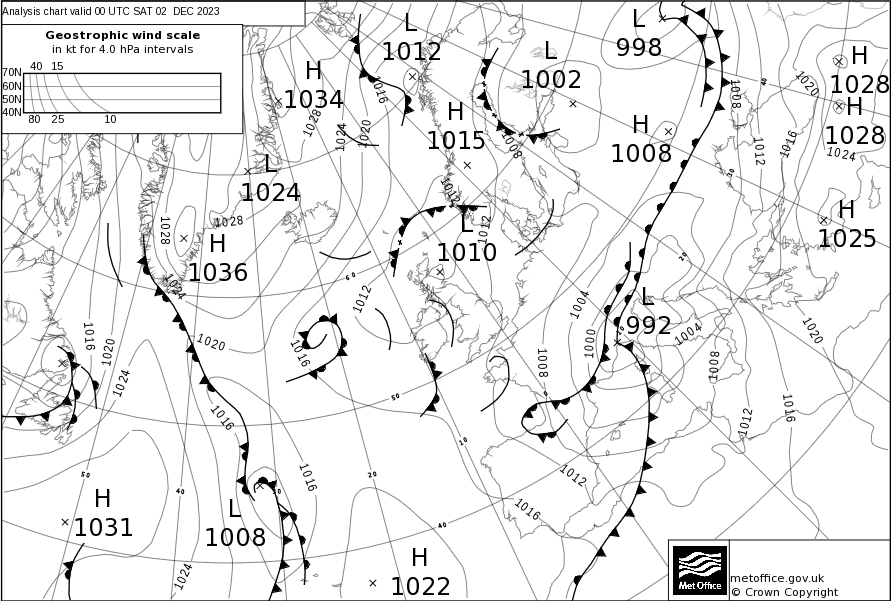 Analysis chart valid 00 UTC SAT 02 DEC 2023
Geostrophic wind scale
in kt for 4.0 hPa intervals
40 15
70N
60N
50N
40N
80 25 10
L
1012
L
998
L
1002
H
1028
H
1028
H
1034
H
1015
H
1008
L
1024
H
1036
L
1010
H
1025
L
992
H
1031
L
1008
H
1022
1016
1028
1024
1020
1008
1008
1012
1016
1020
1024
1028
1028
1024
1012
1012
1012
1016
1020
1024
1020
1016
1016
1016
1024
1004
1000
1008
1004
1008
1012
1016
1020
1012
1016
40
30
20
60
50
10
0
50
40
20
40
metoffice.gov.uk
© Crown Copyright
Met Office